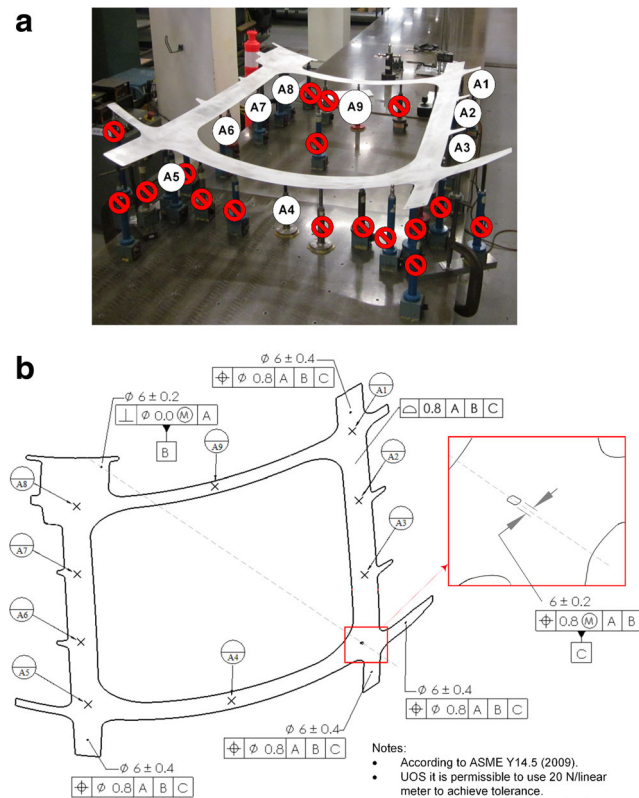 a
A1
A8
A7
A9
A2
A6
A3
A5
A4
b
⌀ 6 ± 0.4
⌖ ⌀ 0.8 A B C
⌀ 6 ± 0.2
⟂ ⌀ 0.0 Ⓜ A
B
A1
⌓ 0.8 A B C
A9
A2
A8
A3
A7
6 ± 0.2
⌖ 0.8 Ⓜ A B
C
A6
A4
A5
⌀ 6 ± 0.4
⌖ ⌀ 0.8 A B C
⌀ 6 ± 0.4
⌖ ⌀ 0.8 A B C
⌀ 6 ± 0.4
⌖ ⌀ 0.8 A B C
Notes:
• According to ASME Y14.5 (2009).
• UOS it is permissible to use 20 N/linear
meter to achieve tolerance.